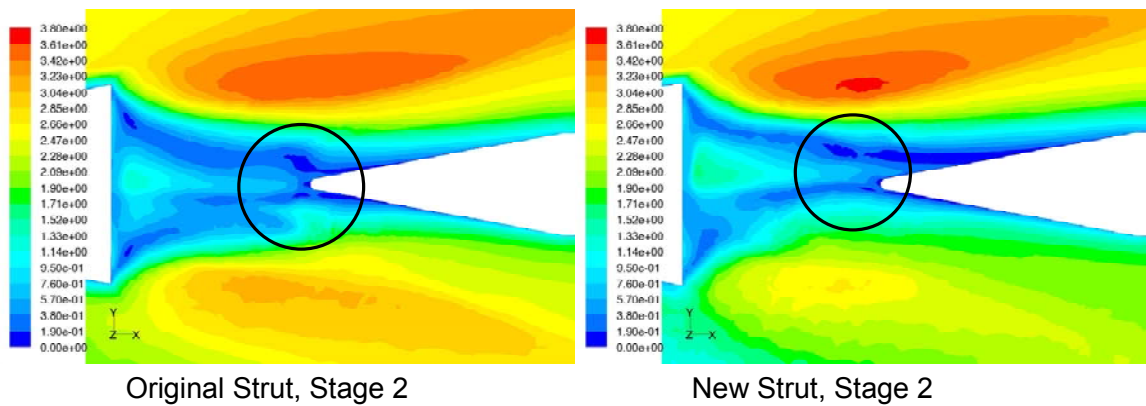 3.80e+00
3.61e+00
3.42e+00
3.23e+00
3.04e+00
2.85e+00
2.66e+00
2.47e+00
2.28e+00
2.09e+00
1.90e+00
1.71e+00
1.52e+00
1.33e+00
1.14e+00
9.50e-01
7.60e-01
5.70e-01
3.80e-01
1.90e-01
0.00e+00
Y
Z X
Original Strut, Stage 2
3.80e+00
3.61e+00
3.42e+00
3.23e+00
3.04e+00
2.85e+00
2.66e+00
2.47e+00
2.28e+00
2.09e+00
1.90e+00
1.71e+00
1.52e+00
1.33e+00
1.14e+00
9.50e-01
7.60e-01
5.70e-01
3.80e-01
1.90e-01
0.00e+00
Y
Z X
New Strut, Stage 2